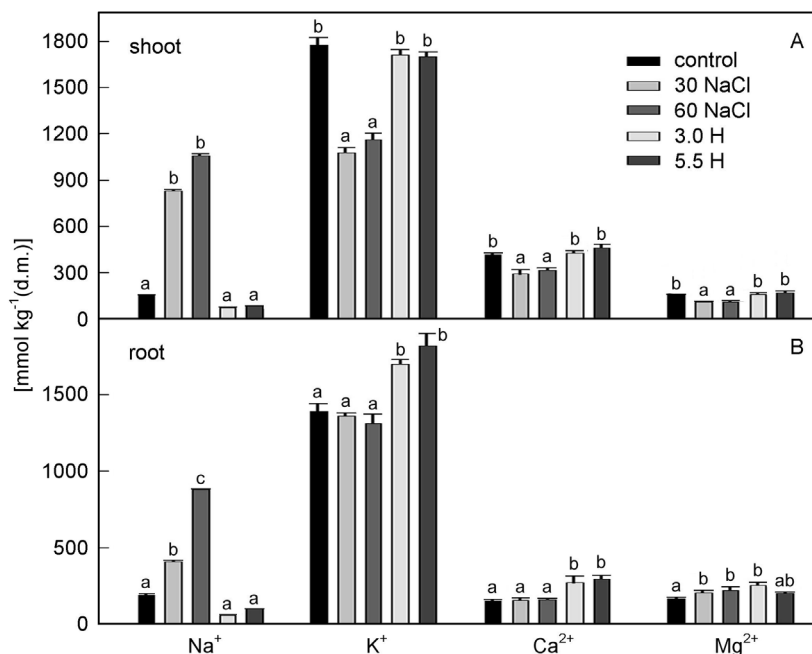 shoot
A
control
30 NaCl
60 NaCl
3.0 H
5.5 H
1800
1500
1200
900
600
300
0
a b b a a
b a a b b
b a a b b
b a a b b
[mmol kg⁻¹(d.m.)]
root
B
1500
1000
500
0
a b c a a
a a a b b
a a a b b
a b b b ab
Na⁺ K⁺ Ca²⁺ Mg²⁺